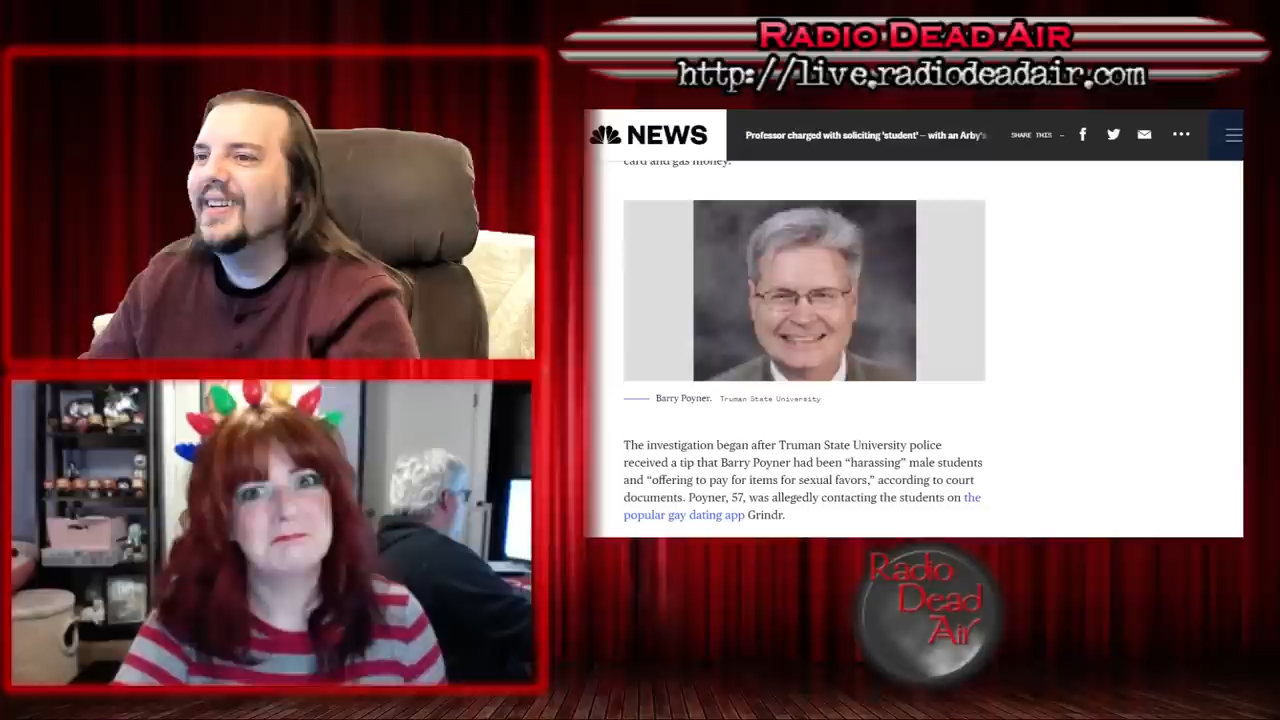 RADIO DEAD AIR
http://live.radiodeadair.com
NEWS
Professor charged with soliciting 'student' – with an Arby's
SHARE THIS –
card and gas money.
Barry Poyner. Truman State University
The investigation began after Truman State University police
received a tip that Barry Poyner had been “harassing” male students
and “offering to pay for items for sexual favors,” according to court
documents. Poyner, 57, was allegedly contacting the students on the
popular gay dating app Grindr.
Radio
Dead
Air